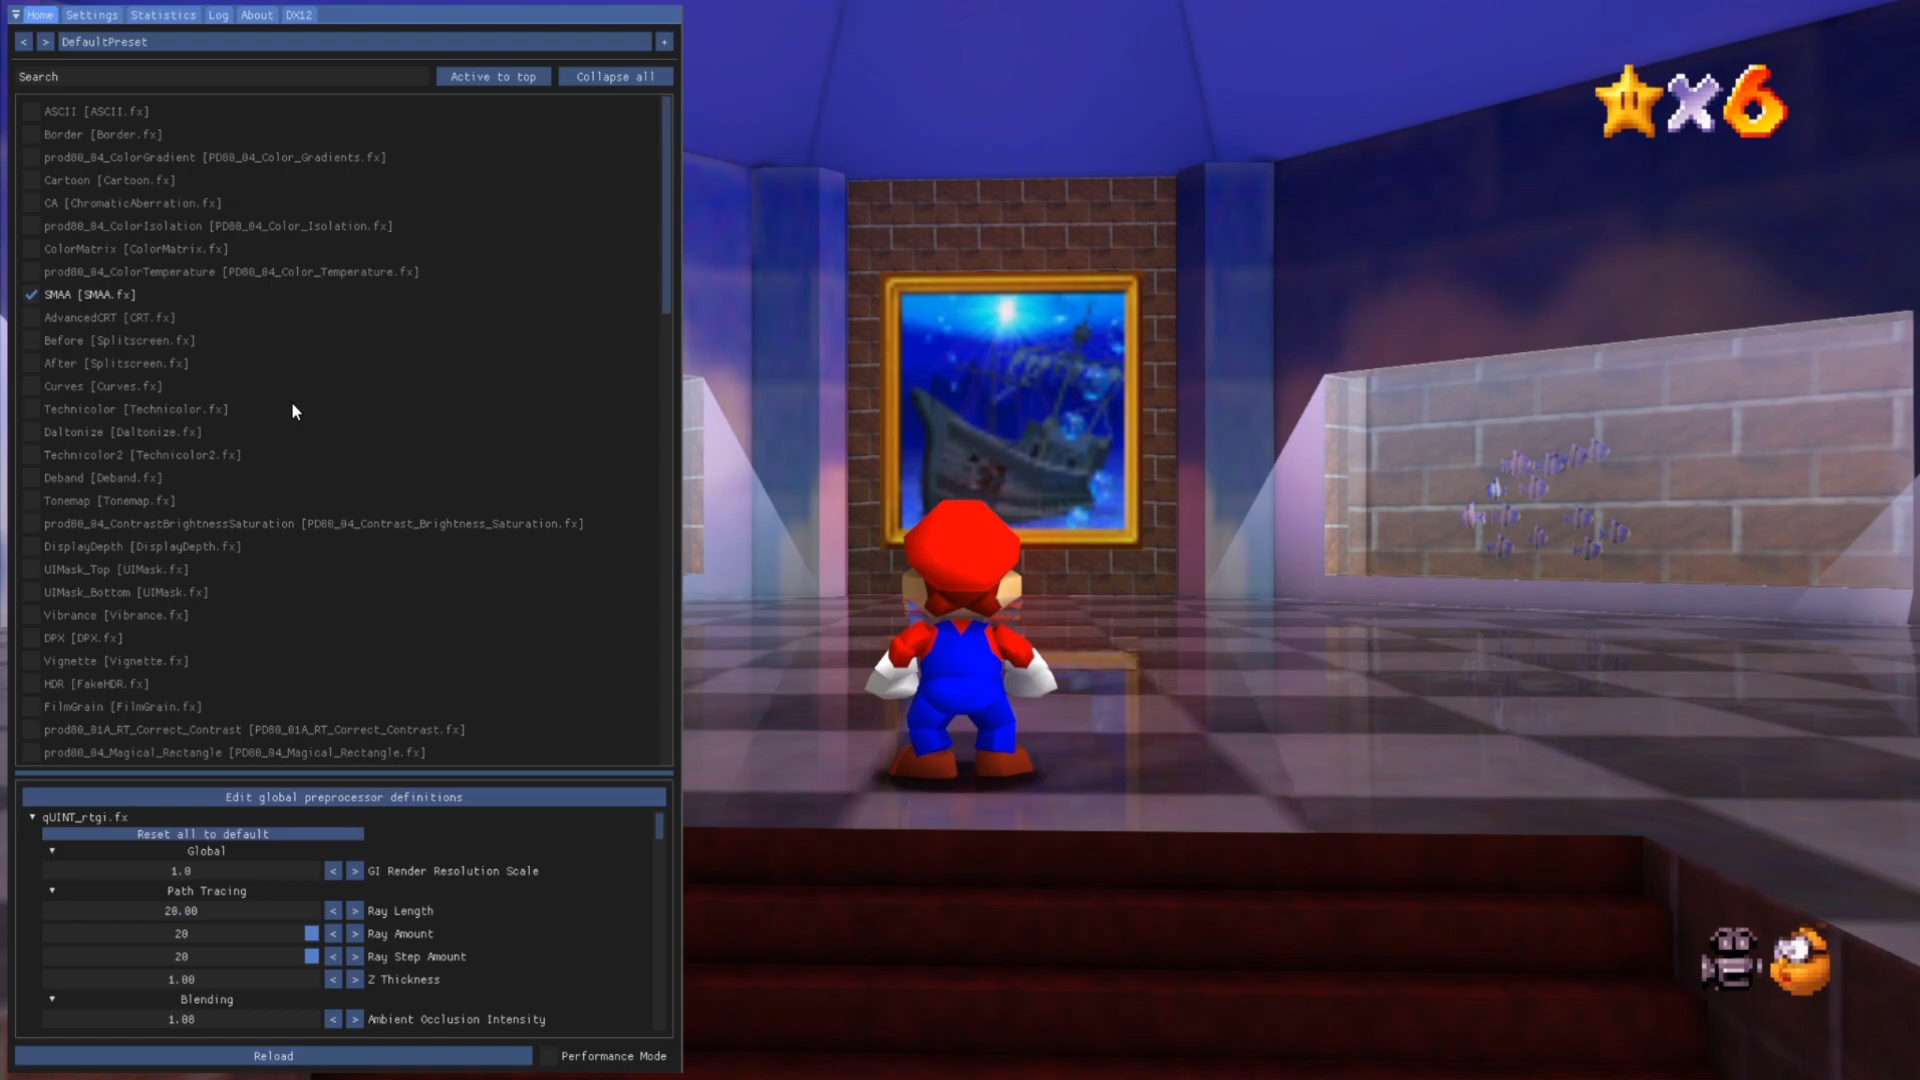 Home Settings Statistics Log About DX12
< > DefaultPreset +
Search Active to top Collapse all
ASCII [ASCII.fx]
Border [Border.fx]
prod80_04_ColorGradient [PD80_04_Color_Gradients.fx]
Cartoon [Cartoon.fx]
CA [ChromaticAberration.fx]
prod80_04_ColorIsolation [PD80_04_Color_Isolation.fx]
ColorMatrix [ColorMatrix.fx]
prod80_04_ColorTemperature [PD80_04_Color_Temperature.fx]
SMAA [SMAA.fx]
AdvancedCRT [CRT.fx]
Before [Splitscreen.fx]
After [Splitscreen.fx]
Curves [Curves.fx]
Technicolor [Technicolor.fx]
Daltonize [Daltonize.fx]
Technicolor2 [Technicolor2.fx]
Deband [Deband.fx]
Tonemap [Tonemap.fx]
prod80_04_ContrastBrightnessSaturation [PD80_04_Contrast_Brightness_Saturation.fx]
DisplayDepth [DisplayDepth.fx]
UIMask_Top [UIMask.fx]
UIMask_Bottom [UIMask.fx]
Vibrance [Vibrance.fx]
DPX [DPX.fx]
Vignette [Vignette.fx]
HDR [FakeHDR.fx]
FilmGrain [FilmGrain.fx]
prod80_01A_RT_Correct_Contrast [PD80_01A_RT_Correct_Contrast.fx]
prod80_04_Magical_Rectangle [PD80_04_Magical_Rectangle.fx]
Edit global preprocessor definitions
qUINT_rtgi.fx
Reset all to default
Global
1.0 < > GI Render Resolution Scale
Path Tracing
20.00 < > Ray Length
20 < > Ray Amount
20 < > Ray Step Amount
1.00 < > Z Thickness
Blending
1.08 < > Ambient Occlusion Intensity
Reload Performance Mode
×6